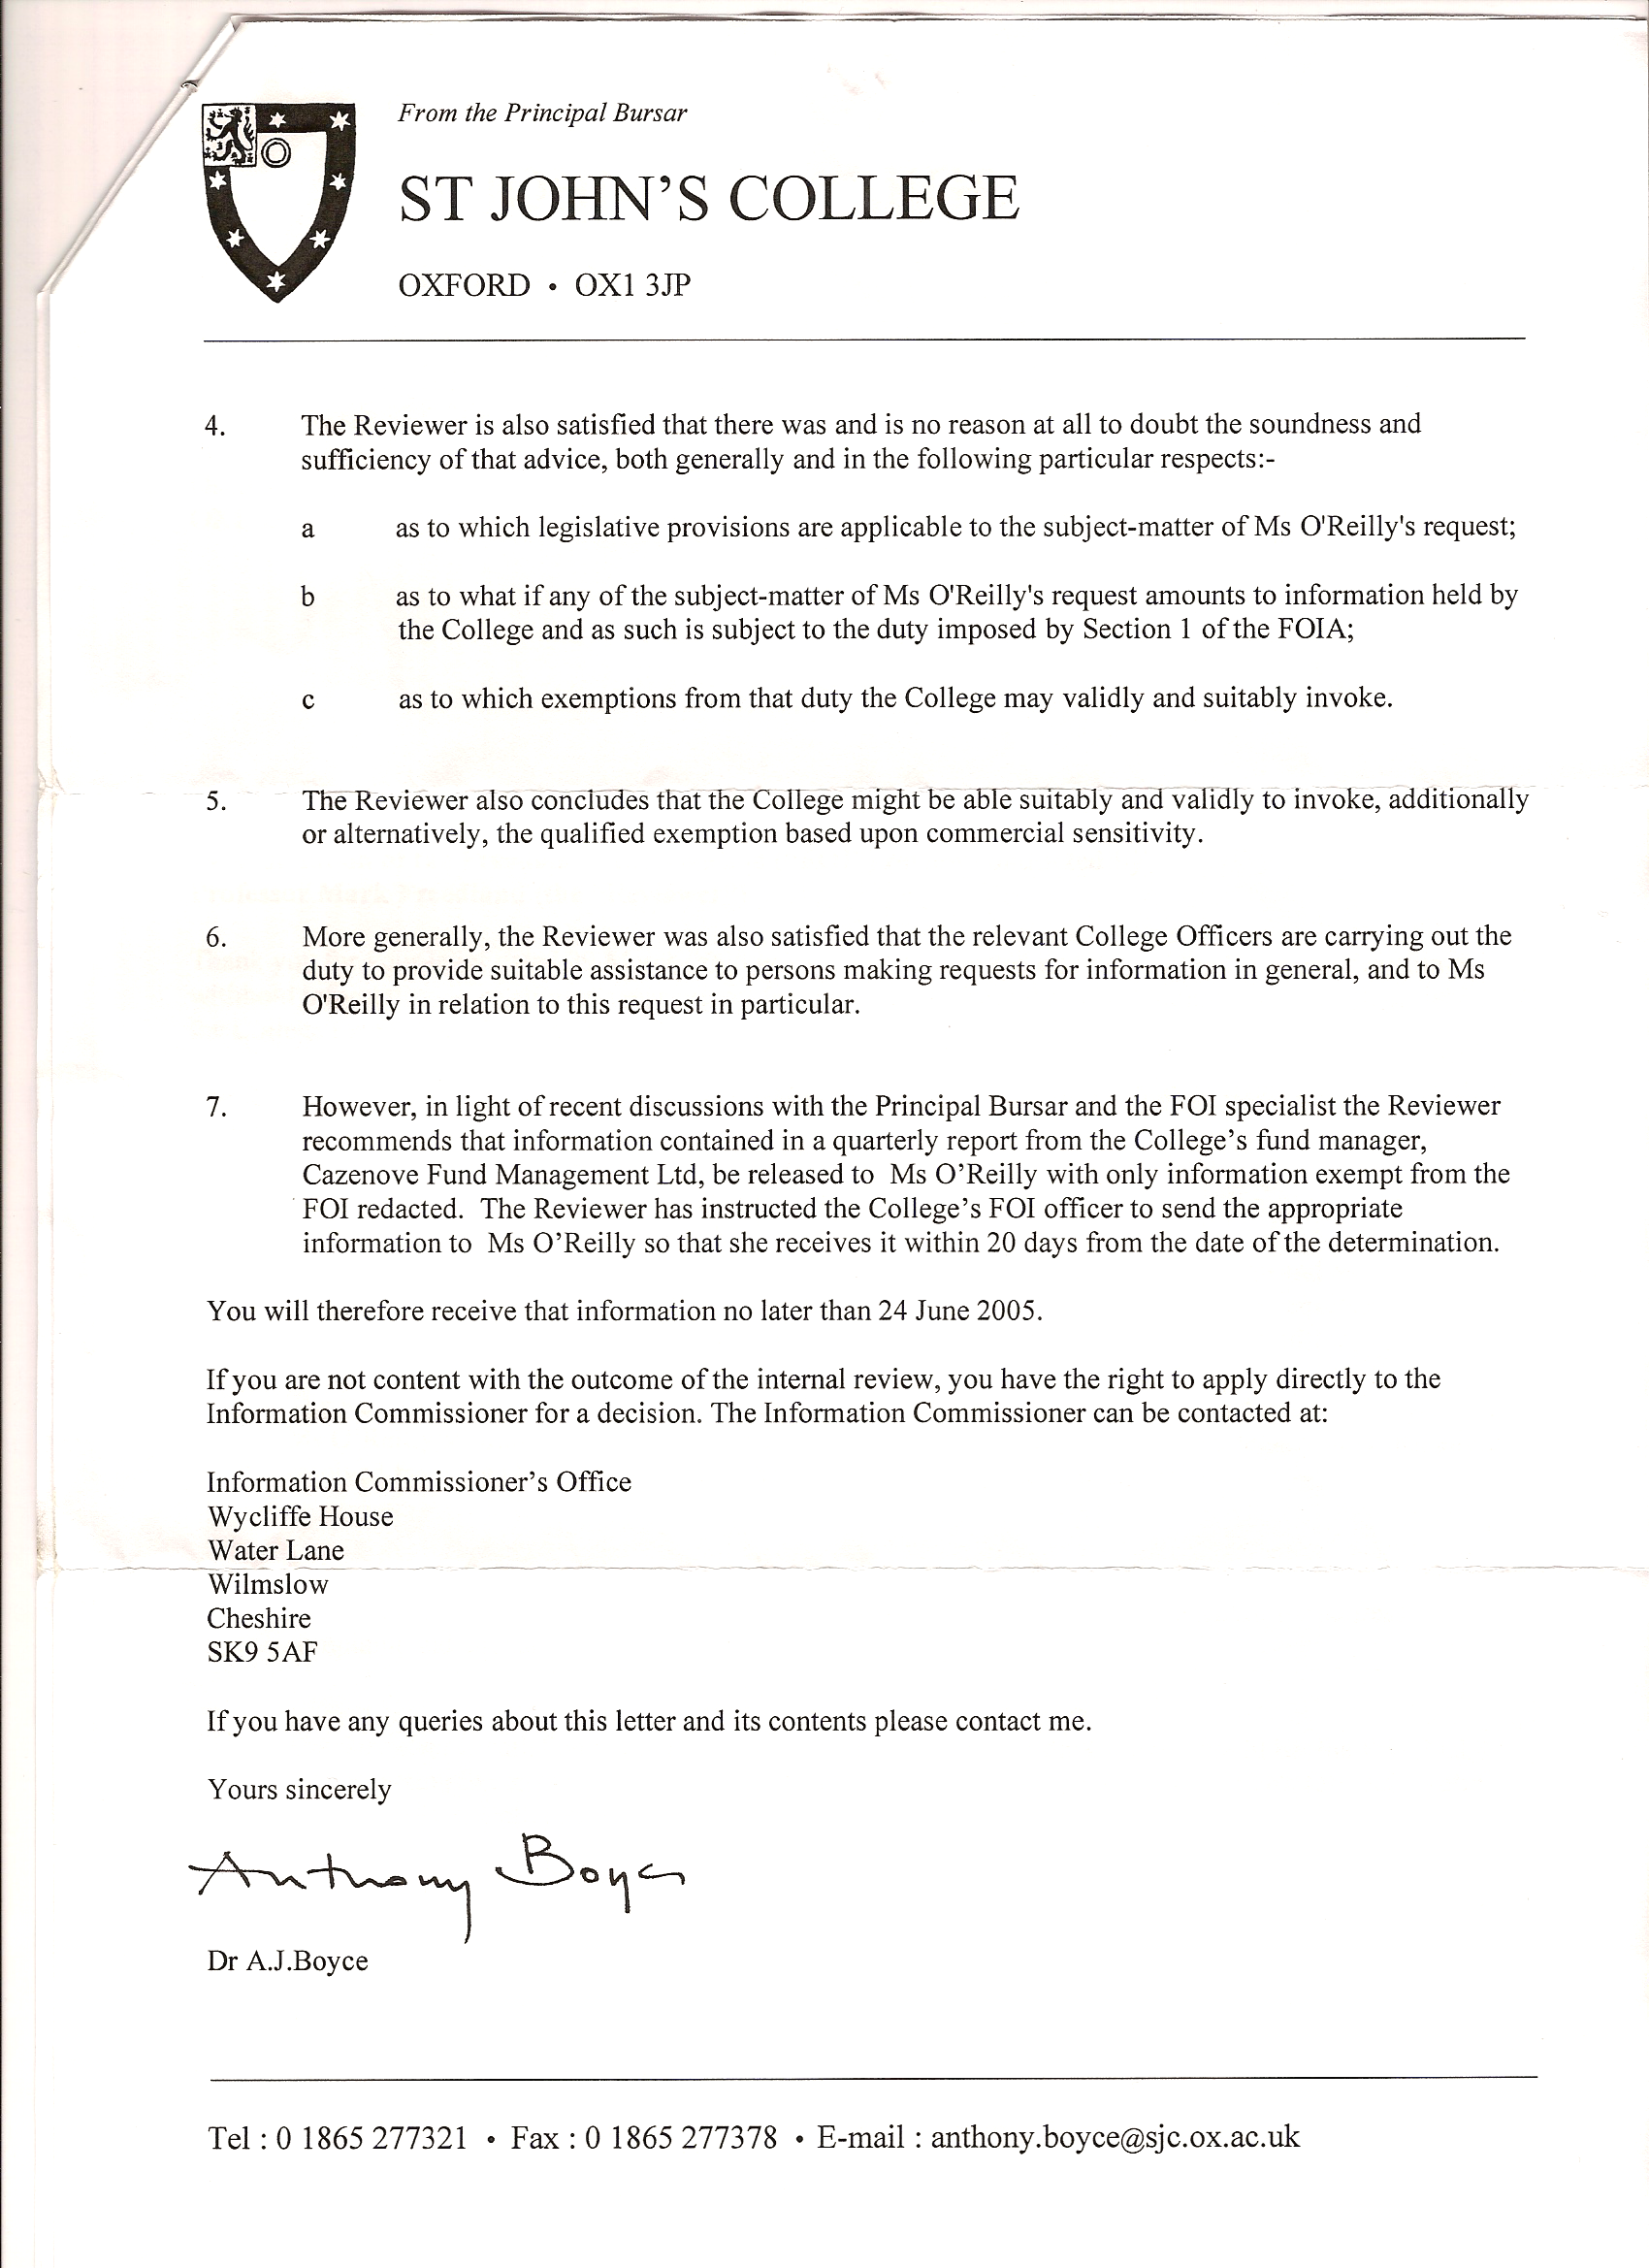 From the Principal Bursar
ST JOHN'S COLLEGE
OXFORD • OX1 3JP
4. The Reviewer is also satisfied that there was and is no reason at all to doubt the soundness and
sufficiency of that advice, both generally and in the following particular respects:-
a as to which legislative provisions are applicable to the subject-matter of Ms O'Reilly's request;
b as to what if any of the subject-matter of Ms O'Reilly's request amounts to information held by
the College and as such is subject to the duty imposed by Section 1 of the FOIA;
c as to which exemptions from that duty the College may validly and suitably invoke.
5. The Reviewer also concludes that the College might be able suitably and validly to invoke, additionally
or alternatively, the qualified exemption based upon commercial sensitivity.
6. More generally, the Reviewer was also satisfied that the relevant College Officers are carrying out the
duty to provide suitable assistance to persons making requests for information in general, and to Ms
O'Reilly in relation to this request in particular.
7. However, in light of recent discussions with the Principal Bursar and the FOI specialist the Reviewer
recommends that information contained in a quarterly report from the College's fund manager,
Cazenove Fund Management Ltd, be released to Ms O'Reilly with only information exempt from the
FOI redacted. The Reviewer has instructed the College's FOI officer to send the appropriate
information to Ms O'Reilly so that she receives it within 20 days from the date of the determination.
You will therefore receive that information no later than 24 June 2005.
If you are not content with the outcome of the internal review, you have the right to apply directly to the
Information Commissioner for a decision. The Information Commissioner can be contacted at:
Information Commissioner's Office
Wycliffe House
Water Lane
Wilmslow
Cheshire
SK9 5AF
If you have any queries about this letter and its contents please contact me.
Yours sincerely
Anthony Boyce
Dr A.J.Boyce
Tel : 0 1865 277321 • Fax : 0 1865 277378 • E-mail : anthony.boyce@sjc.ox.ac.uk